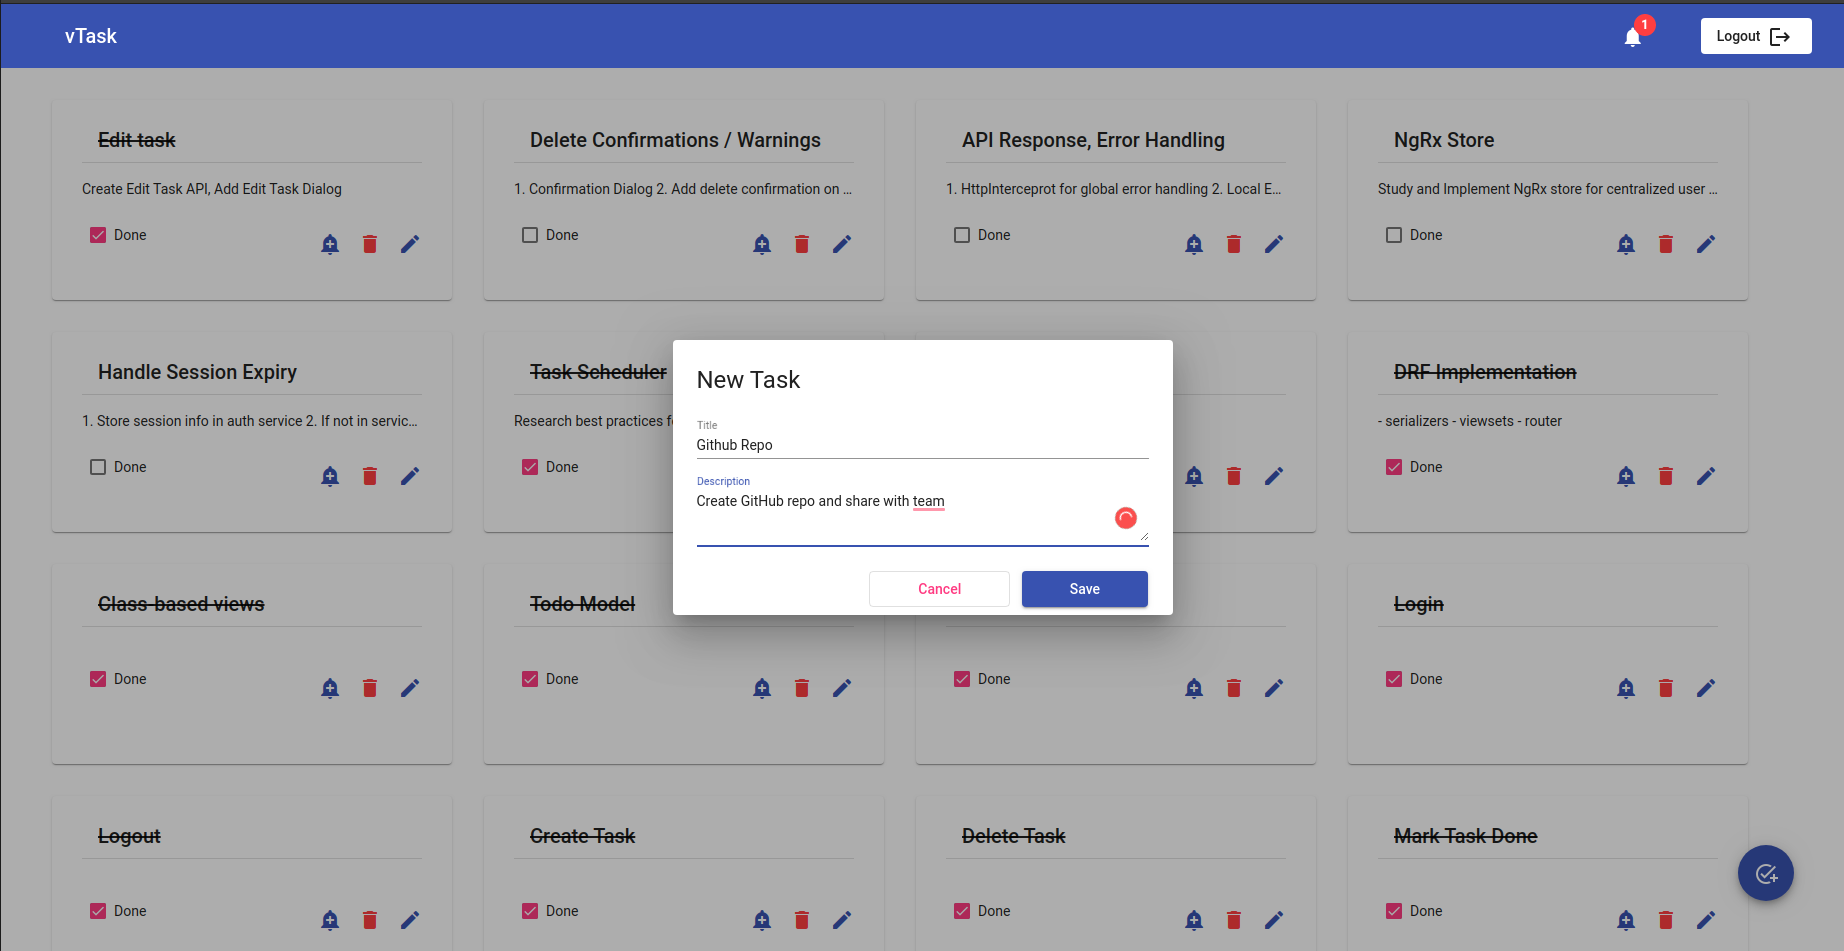 vTask
1
Logout
Edit task
Create Edit Task API, Add Edit Task Dialog
Done
Delete Confirmations / Warnings
1. Confirmation Dialog 2. Add delete confirmation on ...
Done
API Response, Error Handling
1. HttpInterceprot for global error handling 2. Local E...
Done
NgRx Store
Study and Implement NgRx store for centralized user ...
Done
Handle Session Expiry
1. Store session info in auth service 2. If not in servic...
Done
Task Scheduler
Research best practices f
Done
DRF Implementation
- serializers - viewsets - router
Done
New Task
Title
Github Repo
Description
Create GitHub repo and share with team
Cancel
Save
Class-based views
Done
Todo Model
Done
Done
Login
Done
Logout
Done
Create Task
Done
Delete Task
Done
Mark Task Done
Done